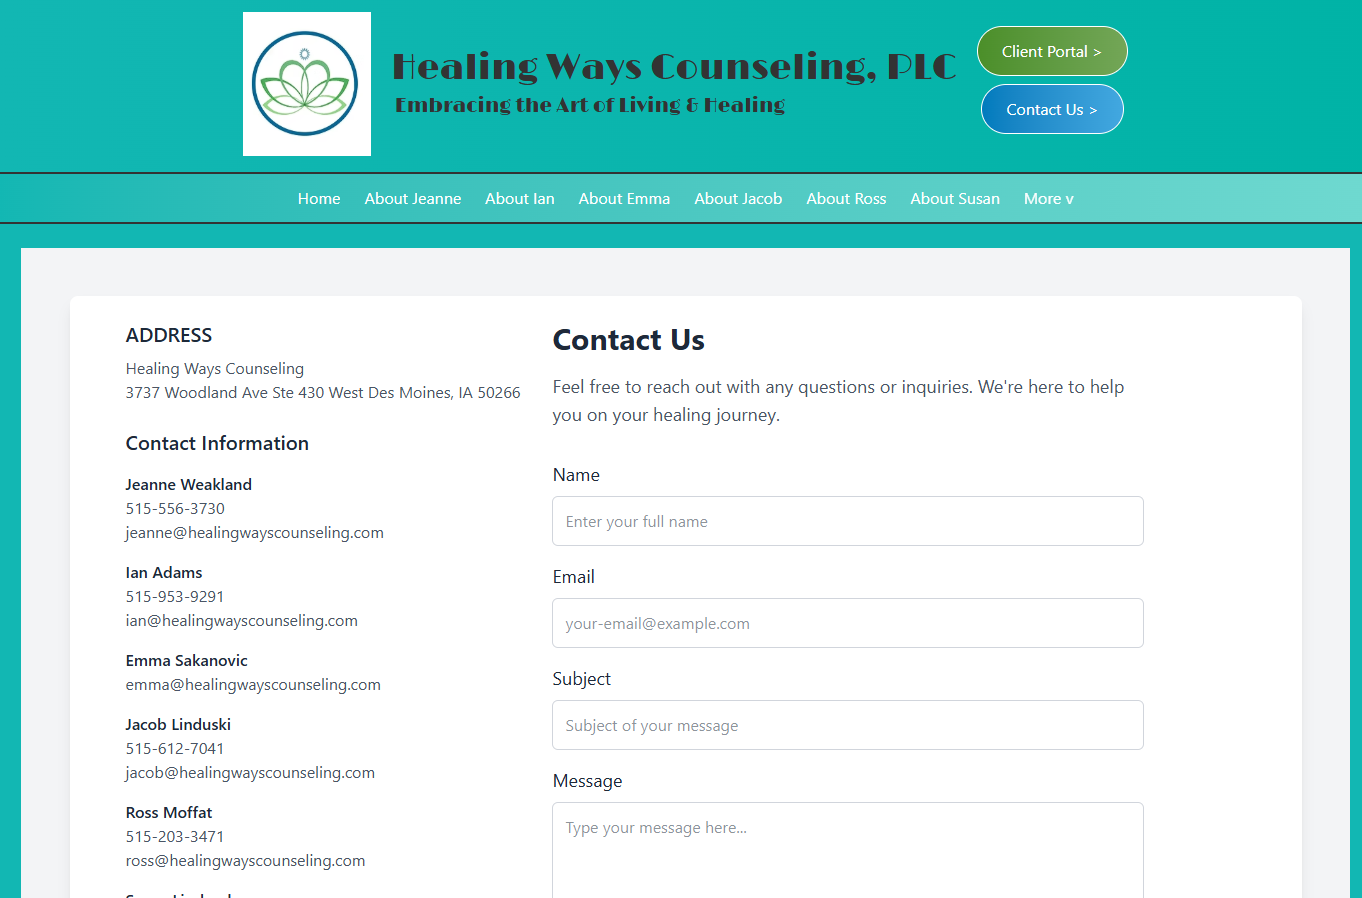 Healing Ways Counseling, PLC
Embracing the Art of Living & Healing
Client Portal >
Contact Us >
Home About Jeanne About Ian About Emma About Jacob About Ross About Susan More v
ADDRESS
Healing Ways Counseling
3737 Woodland Ave Ste 430 West Des Moines, IA 50266
Contact Information
Jeanne Weakland
515-556-3730
jeanne@healingwayscounseling.com
Ian Adams
515-953-9291
ian@healingwayscounseling.com
Emma Sakanovic
emma@healingwayscounseling.com
Jacob Linduski
515-612-7041
jacob@healingwayscounseling.com
Ross Moffat
515-203-3471
ross@healingwayscounseling.com
Contact Us
Feel free to reach out with any questions or inquiries. We're here to help
you on your healing journey.
Name
Enter your full name
Email
your-email@example.com
Subject
Subject of your message
Message
Type your message here...